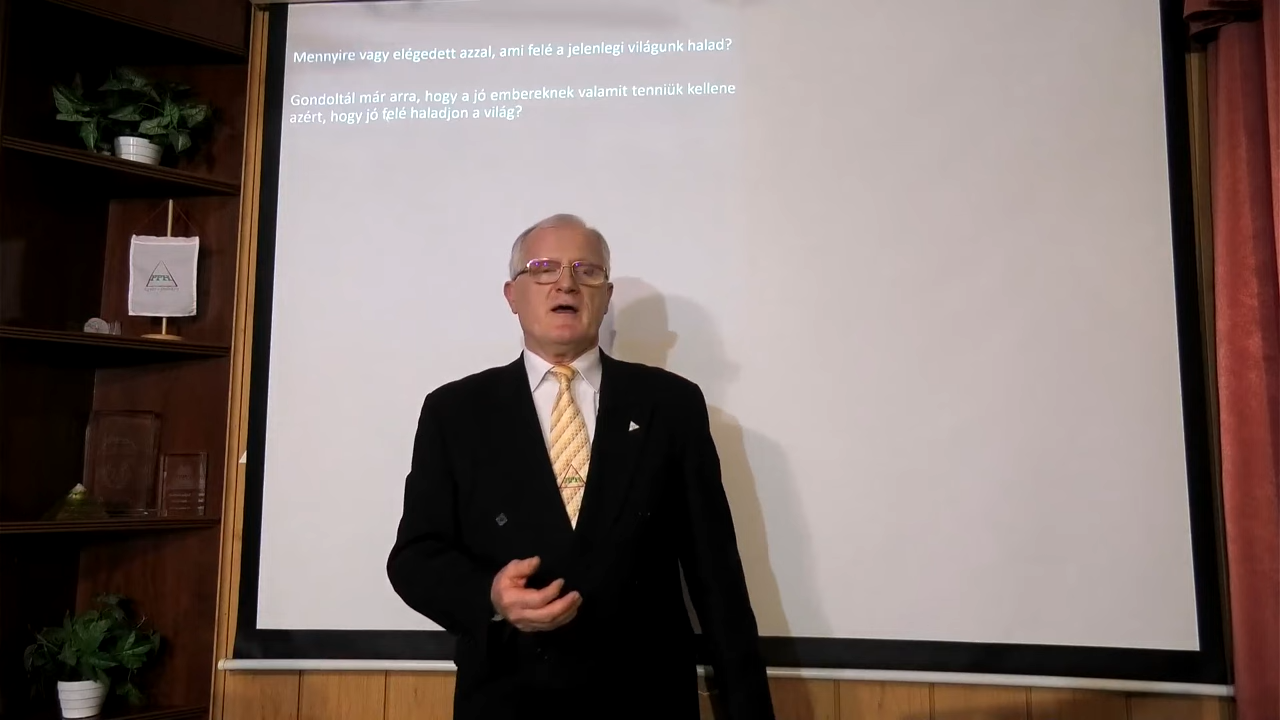 Mennyire vagy elégedett azzal, ami felé a jelenlegi világunk halad?
Gondoltál már arra, hogy a jó embereknek valamit tenniük kellene
azért, hogy jó felé haladjon a világ?